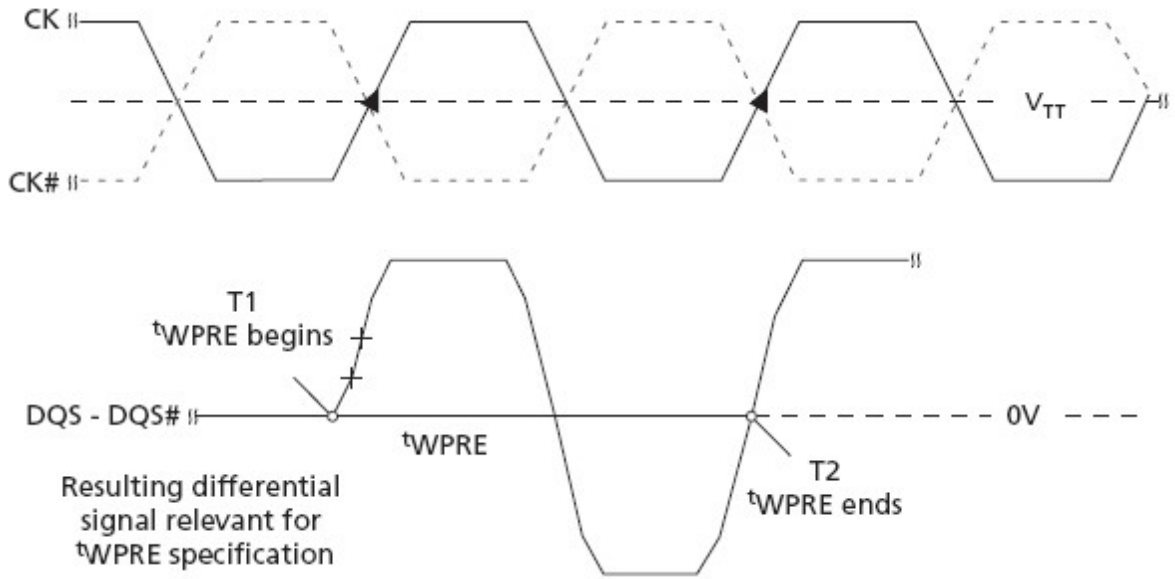 CK
V_TT
CK#
T1
ᵗWPRE begins
DQS - DQS#
0V
ᵗWPRE
T2
ᵗWPRE ends
Resulting differential
signal relevant for
ᵗWPRE specification